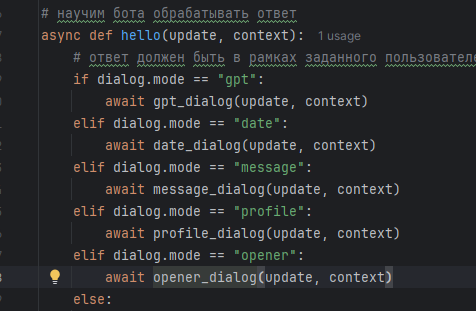 # научим бота обрабатывать ответ
async def hello(update, context): 1 usage
# ответ должен быть в рамках заданного
if dialog.mode == "gpt":
await gpt_dialog(update, context)
elif dialog.mode == "date":
await date_dialog(update, context)
elif dialog.mode == "message":
await message_dialog(update, context)
elif dialog.mode == "profile":
await profile_dialog(update, context)
elif dialog.mode == "opener":
await opener_dialog(update, context)
else: